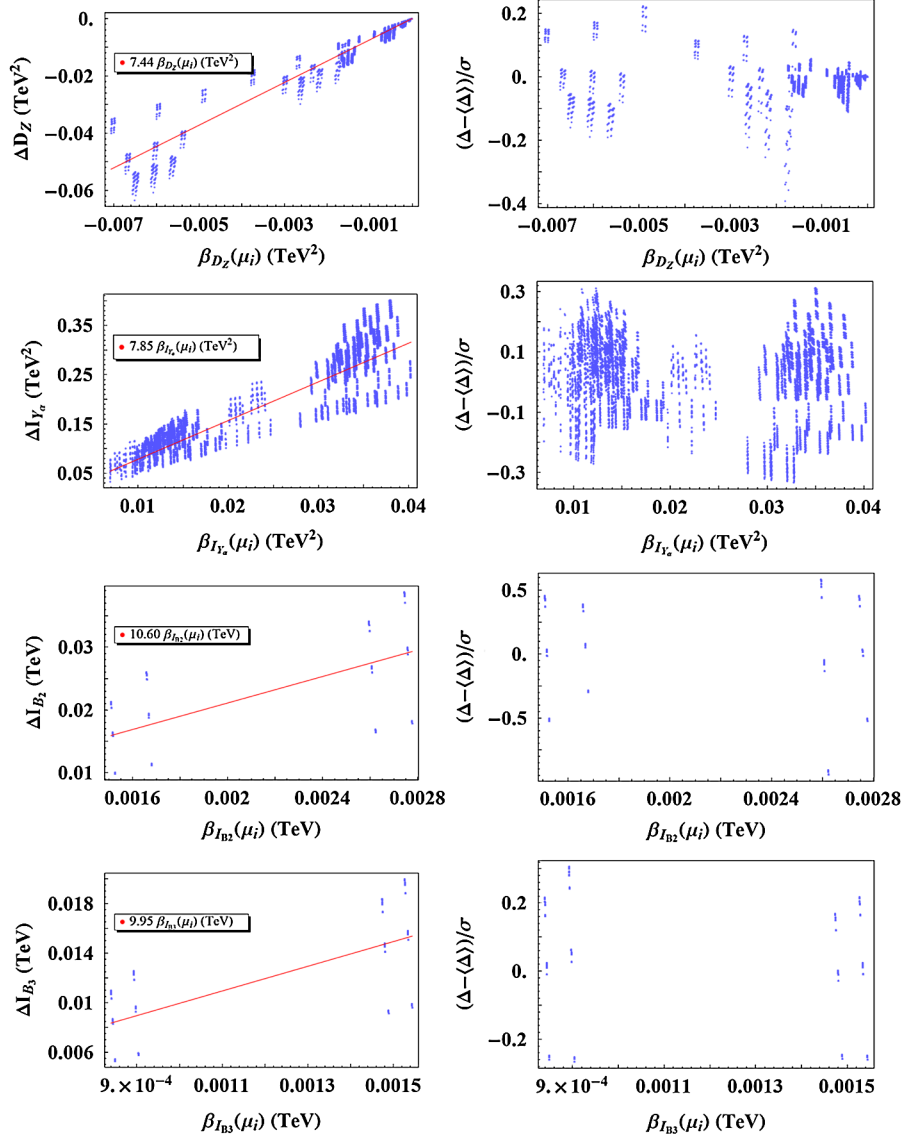 0. −0.02 −0.04 −0.06
ΔD_Z (TeV²)
7.44 β_{D_Z}(μ_i) (TeV²)
−0.007 −0.005 −0.003 −0.001
β_{D_Z}(μ_i) (TeV²)
0.2 0. −0.2 −0.4
(Δ−⟨Δ⟩)/σ
−0.007 −0.005 −0.003 −0.001
β_{D_Z}(μ_i) (TeV²)
0.35 0.25 0.15 0.05
ΔI_{Y_α} (TeV²)
7.85 β_{I_{Y_α}}(μ_i) (TeV²)
0.01 0.02 0.03 0.04
β_{I_{Y_α}}(μ_i) (TeV²)
0.3 0.1 −0.1 −0.3
(Δ−⟨Δ⟩)/σ
0.01 0.02 0.03 0.04
β_{I_{Y_α}}(μ_i) (TeV²)
0.03 0.02 0.01
ΔI_{B_2} (TeV)
10.60 β_{I_{B2}}(μ_i) (TeV)
0.0016 0.002 0.0024 0.0028
β_{I_{B2}}(μ_i) (TeV)
0.5 0. −0.5
(Δ−⟨Δ⟩)/σ
0.0016 0.002 0.0024 0.0028
β_{I_{B2}}(μ_i) (TeV)
0.018 0.014 0.01 0.006
ΔI_{B_3} (TeV)
9.95 β_{I_{B3}}(μ_i) (TeV)
9.×10⁻⁴ 0.0011 0.0013 0.0015
β_{I_{B3}}(μ_i) (TeV)
0.2 0. −0.2
(Δ−⟨Δ⟩)/σ
9.×10⁻⁴ 0.0011 0.0013 0.0015
β_{I_{B3}}(μ_i) (TeV)